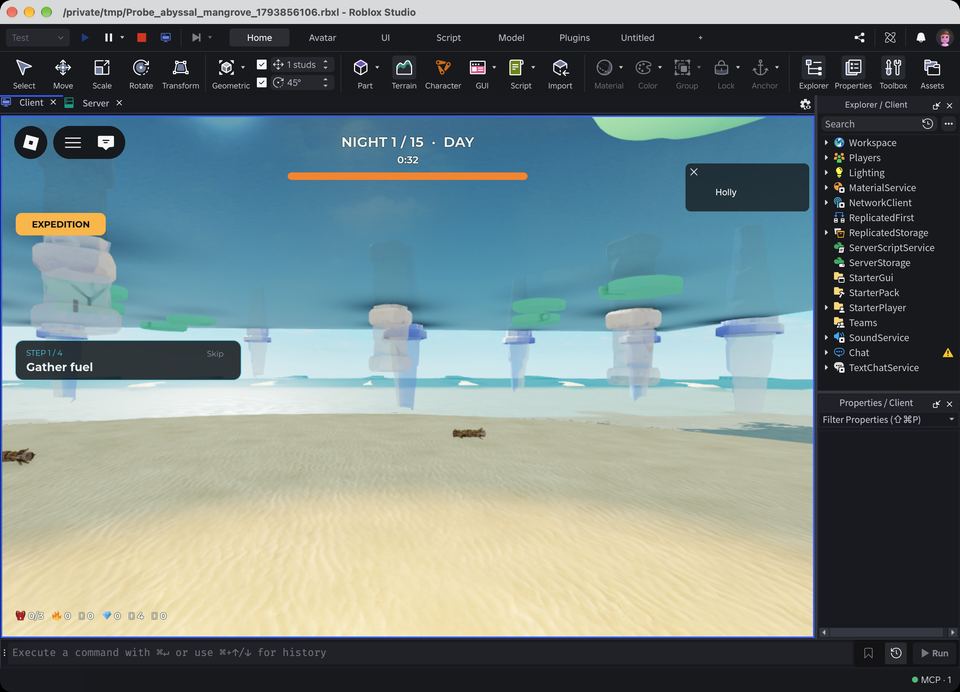 /private/tmp/Probe_abyssal_mangrove_1793856106.rbxl - Roblox Studio
Test
Home
Avatar
UI
Script
Model
Plugins
Untitled
+
Select
Move
Scale
Rotate
Transform
Geometric
1 studs
45°
Part
Terrain
Character
GUI
Script
Import
Material
Color
Group
Lock
Anchor
Explorer
Properties
Toolbox
Assets
Client
Server
NIGHT 1 / 15 · DAY
0:32
Holly
EXPEDITION
STEP 1 / 4
Skip
Gather fuel
0/3 0 0 0 4 0
Explorer / Client
Search
Workspace
Players
Lighting
MaterialService
NetworkClient
ReplicatedFirst
ReplicatedStorage
ServerScriptService
ServerStorage
StarterGui
StarterPack
StarterPlayer
Teams
SoundService
Chat
TextChatService
Properties / Client
Filter Properties (⇧⌘P)
Execute a command with ⌘↵ or use ⌘+↑/↓ for history
Run
MCP · 1